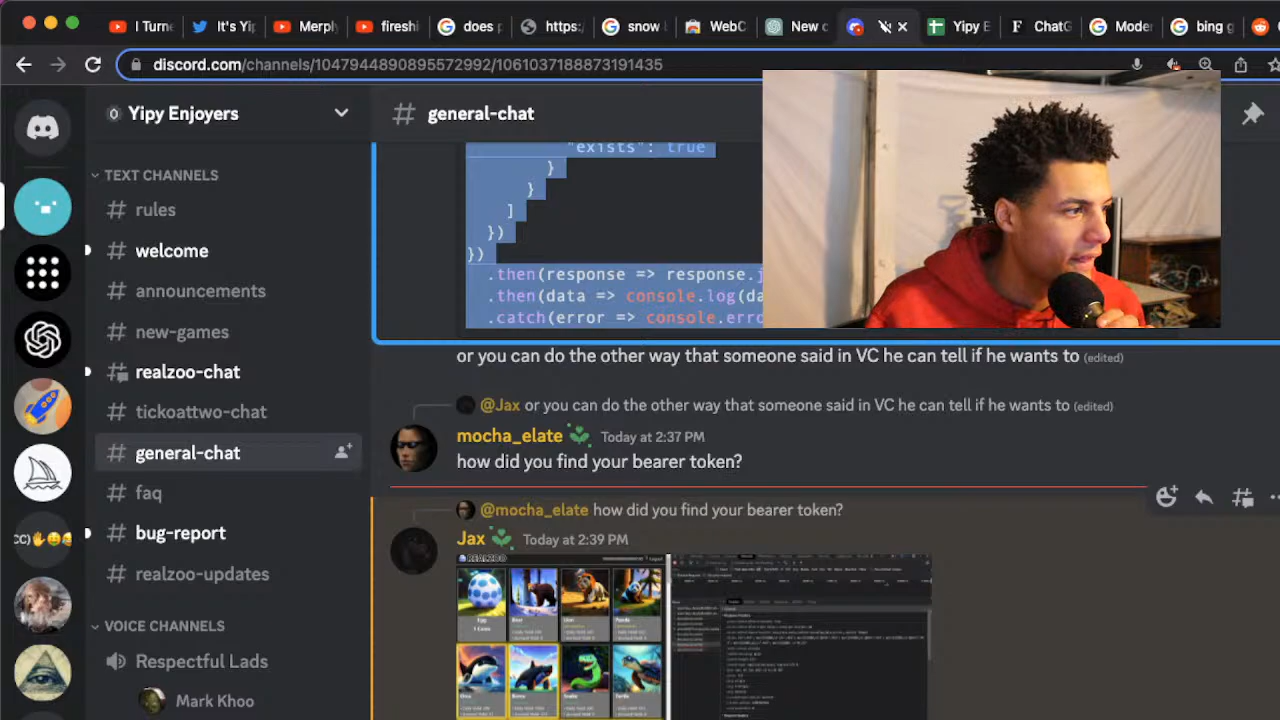 I Turne
It's Yip
Merph
fireshi
does p
https:
snow l
WebC
New c
Yipy E
ChatG
Moder
bing g
discord.com/channels/1047944890895572992/1061037188873191435
Yipy Enjoyers
general-chat
TEXT CHANNELS
rules
welcome
announcements
new-games
realzoo-chat
tickoattwo-chat
general-chat
faq
bug-report
realzoo-updates
VOICE CHANNELS
Respectful Lads
Mark Khoo
"exists": true
}
}
]
})
})
.then(response => response.j
.then(data => console.log(da
.catch(error => console.erro
or you can do the other way that someone said in VC he can tell if he wants to (edited)
@Jax or you can do the other way that someone said in VC he can tell if he wants to (edited)
mocha_elate Today at 2:37 PM
how did you find your bearer token?
@mocha_elate how did you find your bearer token?
Jax Today at 2:39 PM
REALZOO